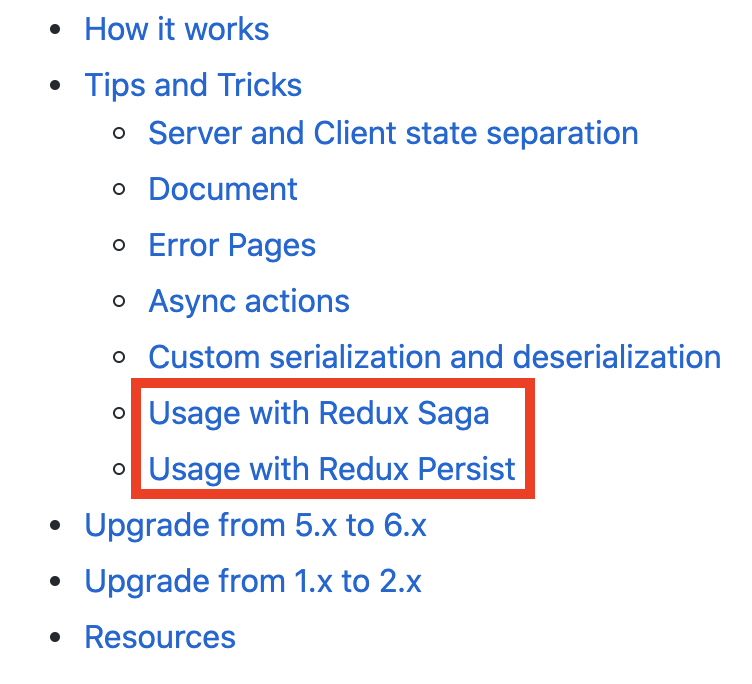 How it works
Tips and Tricks
Server and Client state separation
Document
Error Pages
Async actions
Custom serialization and deserialization
Usage with Redux Saga
Usage with Redux Persist
Upgrade from 5.x to 6.x
Upgrade from 1.x to 2.x
Resources